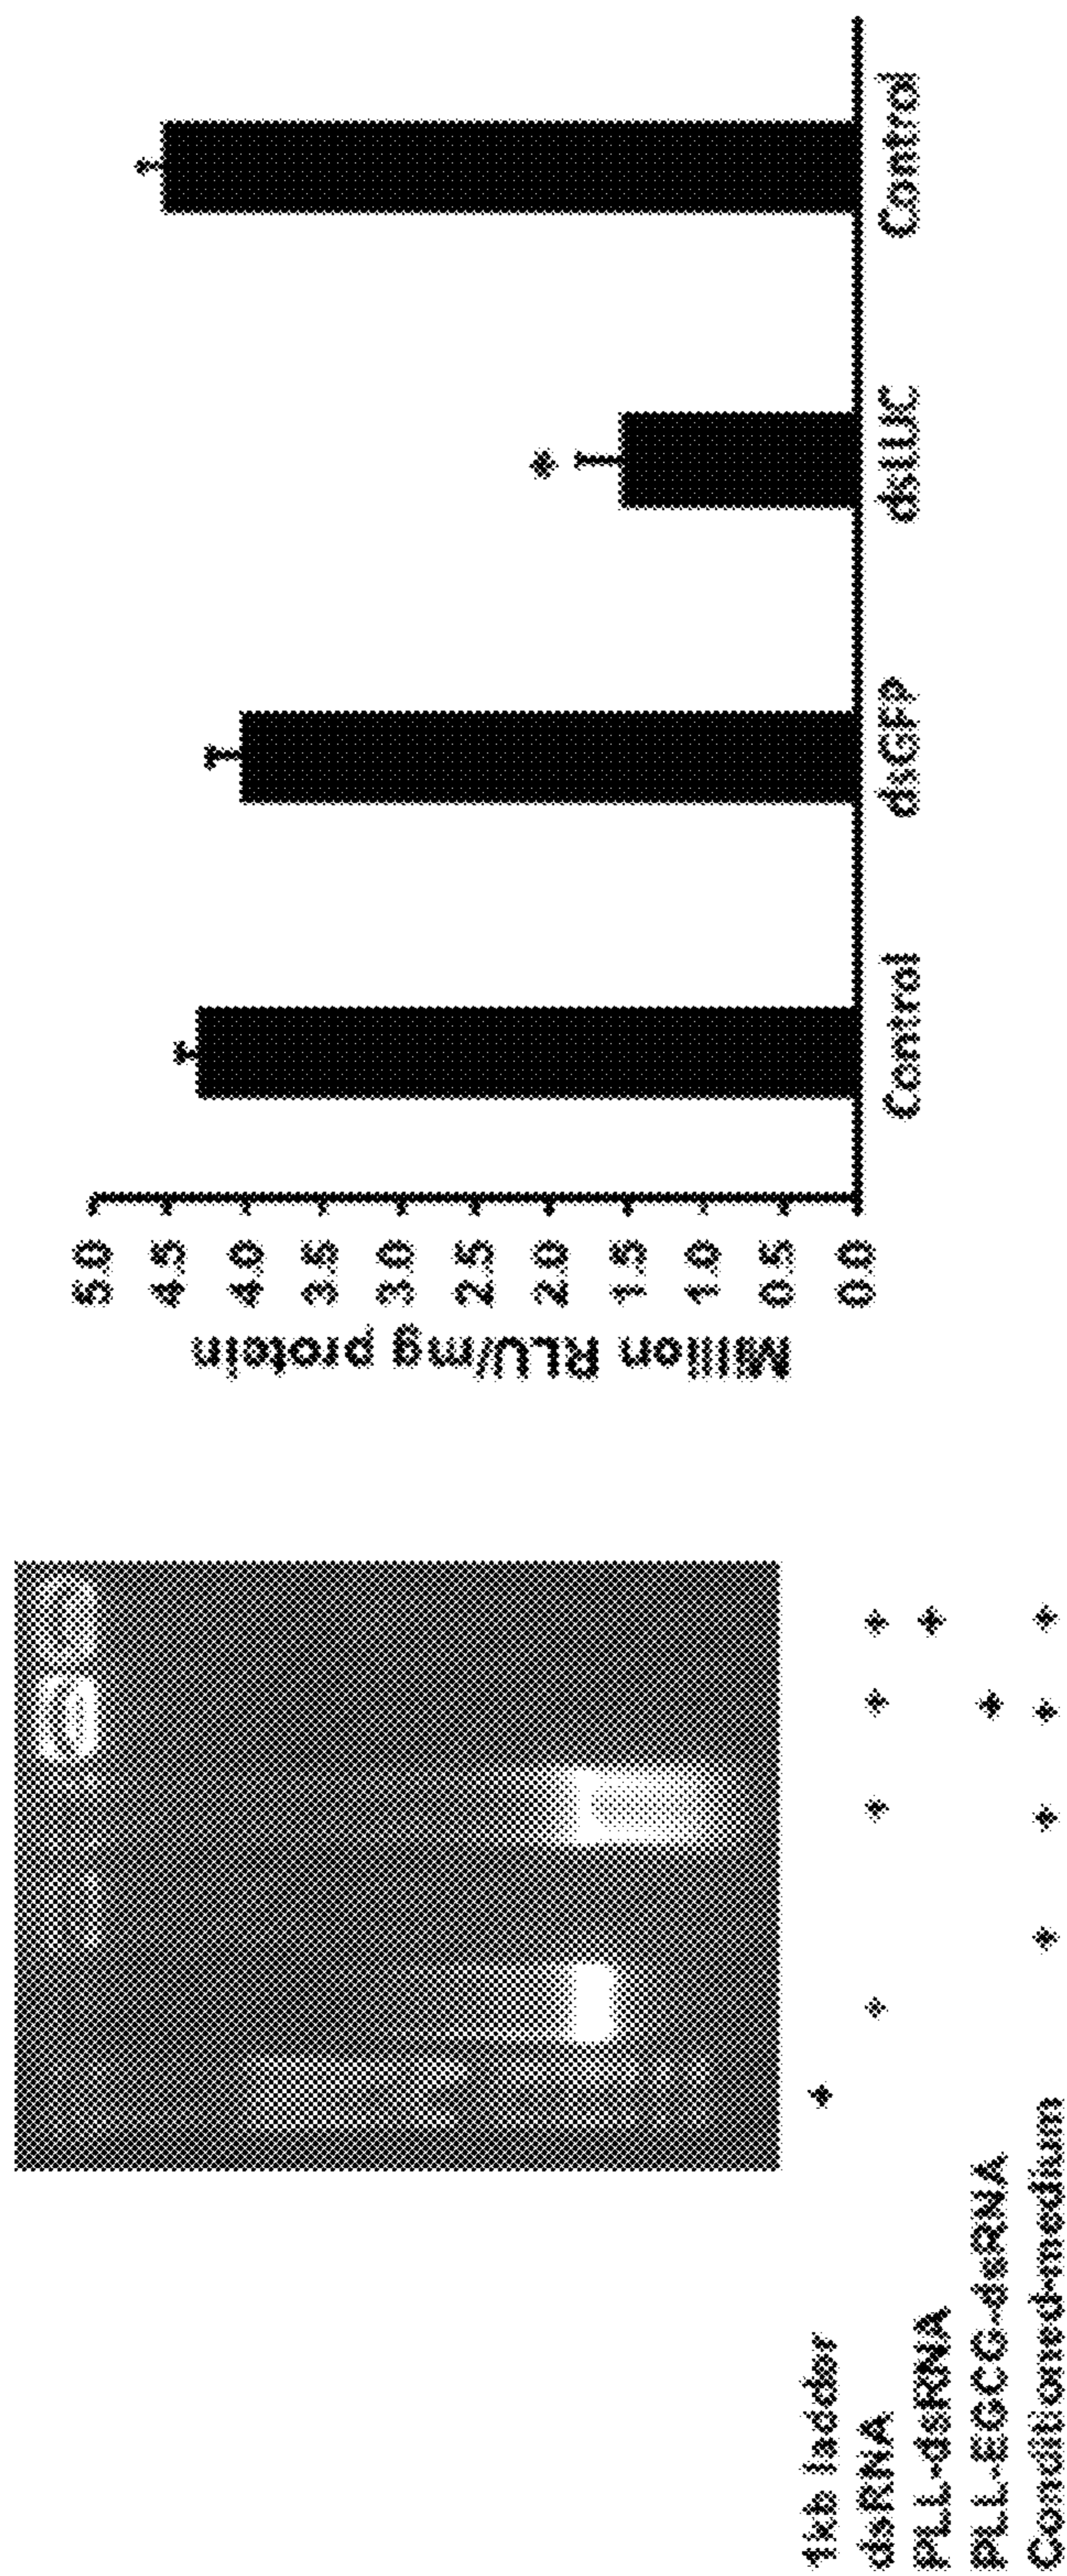 1kb ladder
dsRNA
PLL-dsRNA
PLL-EGCG-dsRNA
Conditioned-medium
Million RLU/mg protein
5.0
4.5
4.0
3.5
3.0
2.5
2.0
1.5
1.0
0.5
0.0
*
Control
dsGFP
dsLUC
Control